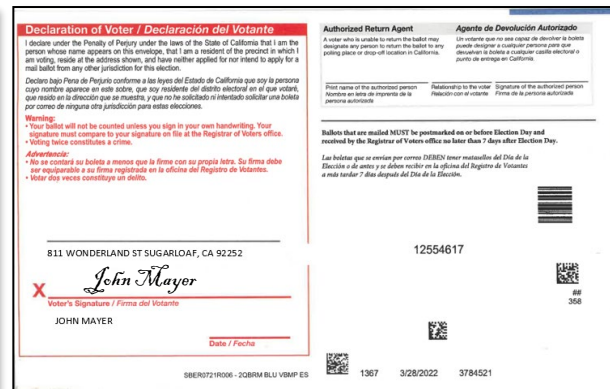 Declaration of Voter / Declaración del Votante
I declare under the Penalty of Perjury under the laws of the State of California that I am the
person whose name appears on this envelope, that I am a resident of the precinct in which I
am voting, reside at the address shown, and have neither applied for nor intend to apply for a
mail ballot from any other jurisdiction for this election.
Declaro bajo Pena de Perjurio conforme a las leyes del Estado de California que soy la persona
cuyo nombre aparece en este sobre, que soy residente del distrito electoral en el que votaré,
que resido en la dirección que se muestra, y que no he solicitado ni intentado solicitar una boleta
por correo de ninguna otra jurisdicción para estas elecciones.
Warning:
• Your ballot will not be counted unless you sign in your own handwriting. Your
signature must compare to your signature on file at the Registrar of Voters office.
• Voting twice constitutes a crime.
Advertencia:
• No se contará su boleta a menos que la firme con su propia letra. Su firma debe
ser equiparable a su firma registrada en la oficina del Registro de Votantes.
• Votar dos veces constituye un delito.
811 WONDERLAND ST SUGARLOAF, CA 92252
John Mayer
X
Voter's Signature / Firma del Votante
JOHN MAYER
Date / Fecha
SBER0721R006 - 2QBRM BLU VBMP ES
Authorized Return Agent
A voter who is unable to return the ballot may
designate any person to return the ballot to any
polling place or drop-off location in California.
Agente de Devolución Autorizado
Un votante que no sea capaz de devolver la boleta
puede designar a cualquier persona para que
devuelvan la boleta a cualquier casilla electoral o
punto de entrega en California.
Print name of the authorized person
Nombre en letra de imprenta de la
persona autorizada
Relationship to the voter
Relación con el votante
Signature of the authorized person
Firma de la persona autorizada
Ballots that are mailed MUST be postmarked on or before Election Day and
received by the Registrar of Voters office no later than 7 days after Election Day.
Las boletas que se envían por correo DEBEN tener matasellos del Día de la
Elección o de antes y se deben recibir en la oficina del Registro de Votantes
a más tardar 7 días después del Día de la Elección.
12554617
##
358
1367 3/28/2022 3784521